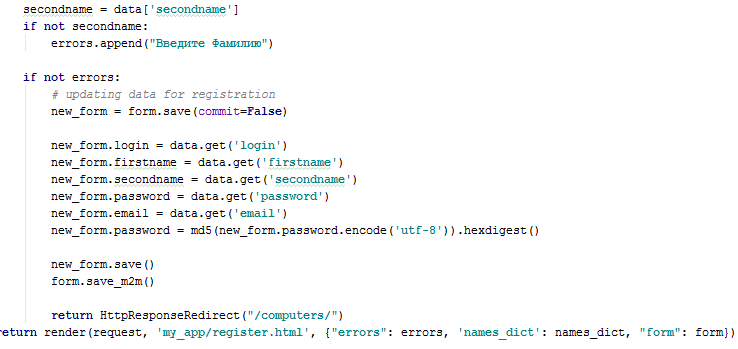 secondname = data['secondname']
if not secondname:
    errors.append("Введите Фамилию")

if not errors:
    # updating data for registration
    new_form = form.save(commit=False)

    new_form.login = data.get('login')
    new_form.firstname = data.get('firstname')
    new_form.secondname = data.get('secondname')
    new_form.password = data.get('password')
    new_form.email = data.get('email')
    new_form.password = md5(new_form.password.encode('utf-8')).hexdigest()

    new_form.save()
    form.save_m2m()

    return HttpResponseRedirect("/computers/")
return render(request, 'my_app/register.html', {"errors": errors, 'names_dict': names_dict, "form": form})